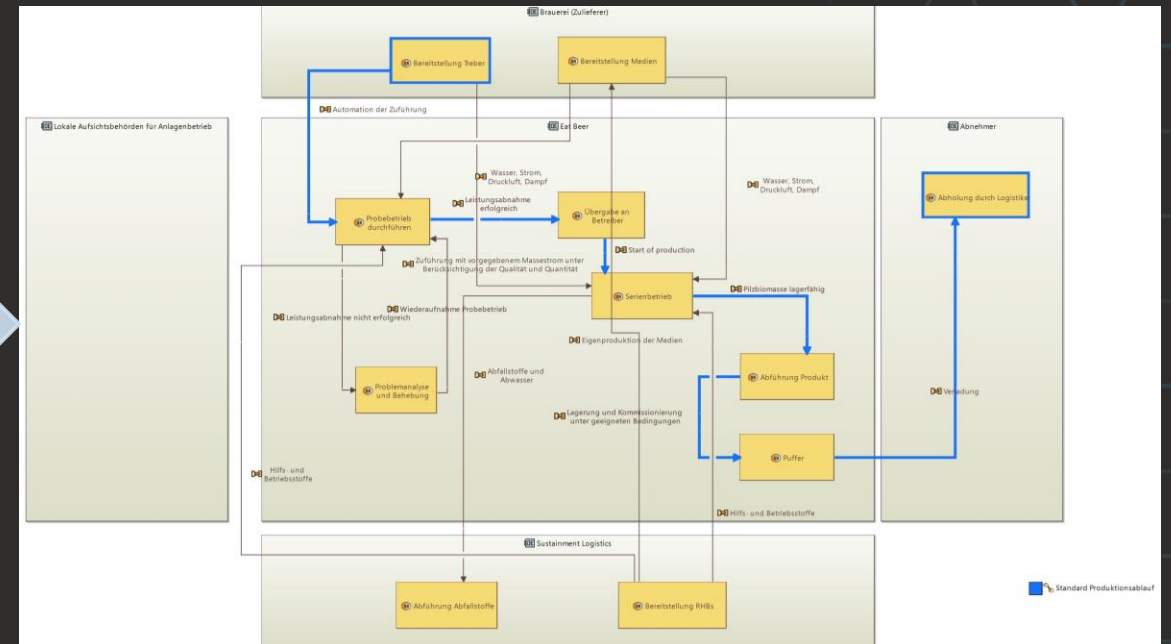 Brauerei (Zulieferer)
Bereitstellung Treber
Bereitstellung Medien
Automation der Zuführung
Lokale Aufsichtsbehörden für Anlagenbetrieb
Eat Beer
Abnehmer
Wasser, Strom,
Druckluft, Dampf
Wasser, Strom,
Druckluft, Dampf
Leistungsabnahme
erfolgreich
Abholung durch Logistike
Probebetrieb
durchführen
Übergabe an
Betreiber
Start of production
Zuführung mit vorgegebenem Massestrom unter
Berücksichtigung der Qualität und Quantität
Serienbetrieb
Pilzbiomasse lagerfähig
Wiederaufnahme Probebetrieb
Leistungsabnahme nicht erfolgreich
Eigenproduktion der Medien
Abfallstoffe und
Abwasser
Abführung Produkt
Problemanalyse
und Behebung
Verladung
Lagerung und Kommissionierung
unter geeigneten Bedingungen
Puffer
Hilfs- und
Betriebsstoffe
Hilfs- und Betriebsstoffe
Sustainment Logistics
Abführung Abfallstoffe
Bereitstellung RHBs
Standard Produktionsablauf